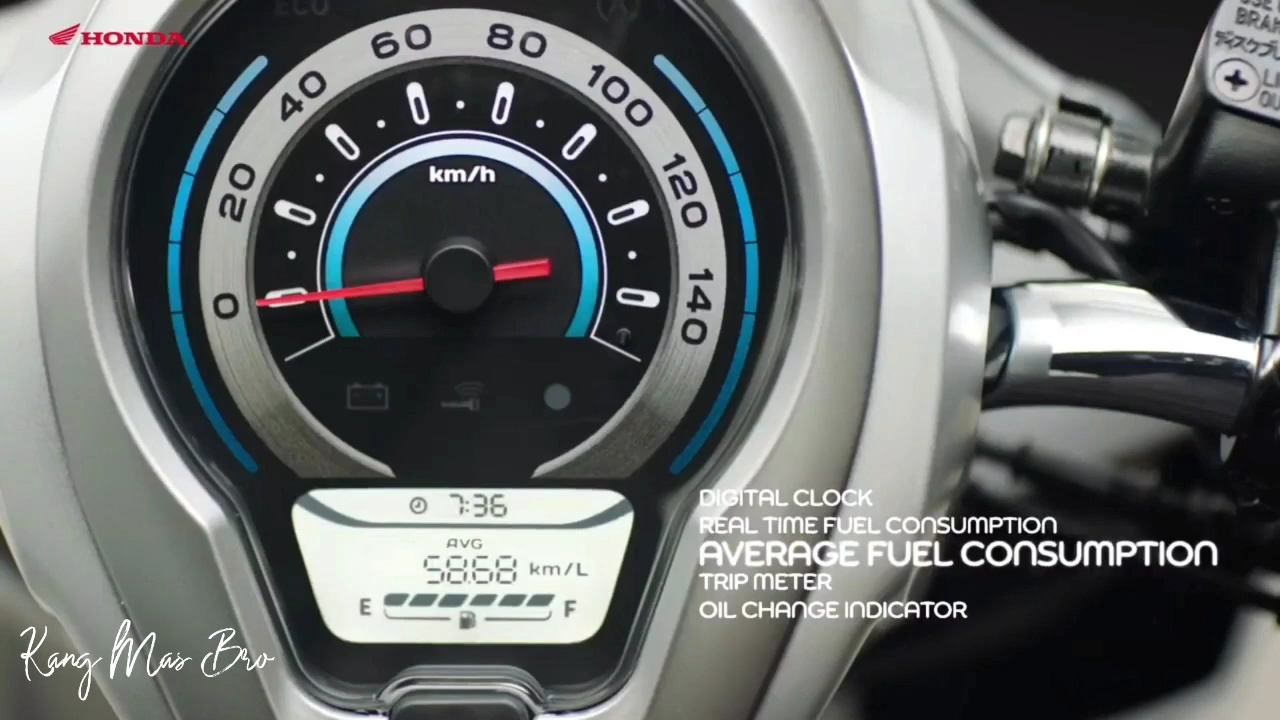 ECO
HONDA
60 80
40 100
20 120
0 140
km/h
7:36
AVG
58.68 km/L
E F
DIGITAL CLOCK
REAL TIME FUEL CONSUMPTION
AVERAGE FUEL CONSUMPTION
TRIP METER
OIL CHANGE INDICATOR
Kang Mas Bro